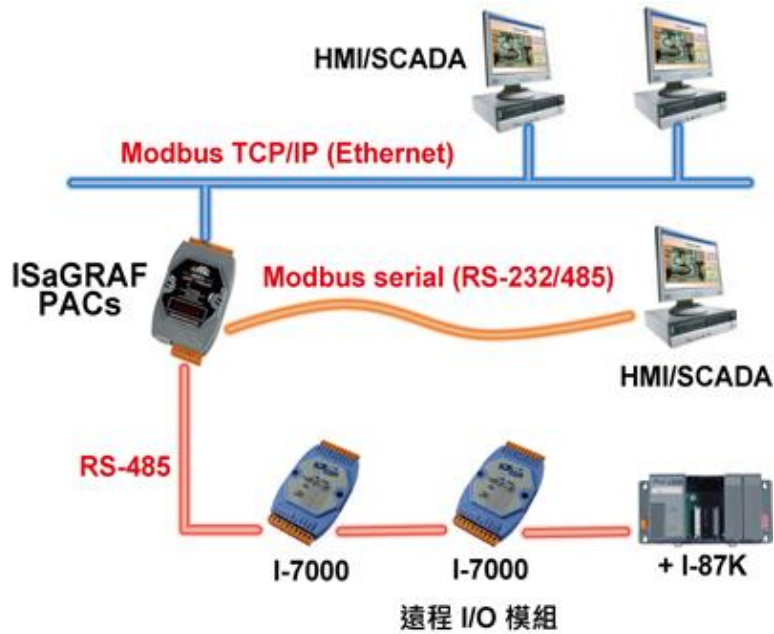 HMI/SCADA
Modbus TCP/IP (Ethernet)
ISaGRAF
PACs
Modbus serial (RS-232/485)
HMI/SCADA
RS-485
I-7000
I-7000
+ I-87K
遠程 I/O 模組